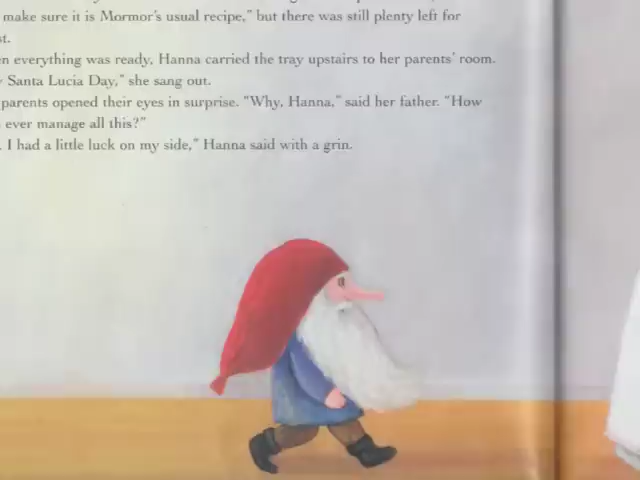 make sure it is Mormor's usual recipe," but there was still plenty left for
st.
n everything was ready, Hanna carried the tray upstairs to her parents' room.
Santa Lucia Day," she sang out.
parents opened their eyes in surprise. "Why, Hanna," said her father. "How
ever manage all this?"
I had a little luck on my side," Hanna said with a grin.